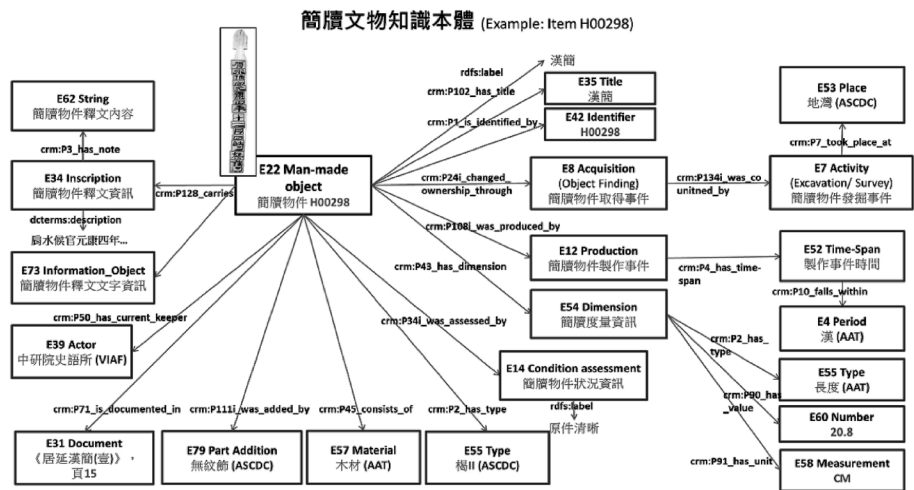 簡牘文物知識本體 (Example: Item H00298)
漢簡
rdfs:label
E35 Title
漢簡
crm:P102_has_title
E42 Identifier
H00298
crm:P1_is_identified_by
E53 Place
地灣 (ASCDC)
crm:P7_took_place_at
E62 String
簡牘物件釋文內容
crm:P3_has_note
E34 Inscription
簡牘物件釋文資訊
crm:P128_carries
E22 Man-made
object
簡牘物件 H00298
crm:P24i_changed_
ownership_through
E8 Acquisition
(Object Finding)
簡牘物件取得事件
crm:P134i_was_co
unitned_by
E7 Activity
(Excavation/ Survey)
簡牘物件發掘事件
dcterms:description
肩水候官元康四年...
crm:P108i_was_produced_by
E12 Production
簡牘物件製作事件
crm:P4_has_time-
span
E52 Time-Span
製作事件時間
E73 Information_Object
簡牘物件釋文文字資訊
crm:P43_has_dimension
crm:P10_falls_within
E54 Dimension
簡牘度量資訊
E4 Period
漢 (AAT)
crm:P50_has_current_keeper
crm:P34i_was_assessed_by
E39 Actor
中研院史語所 (VIAF)
crm:P2_has_
type
E14 Condition assessment
簡牘物件狀況資訊
E55 Type
長度 (AAT)
crm:P90_has
_value
rdfs:label
原件清晰
E60 Number
20.8
crm:P71_is_documented_in
crm:P111i_was_added_by
crm:P45_consists_of
crm:P2_has_type
E31 Document
《居延漢簡(壹)》,
頁15
E79 Part Addition
無紋飾 (ASCDC)
E57 Material
木材 (AAT)
E55 Type
楬II (ASCDC)
crm:P91_has_unit
E58 Measurement
CM